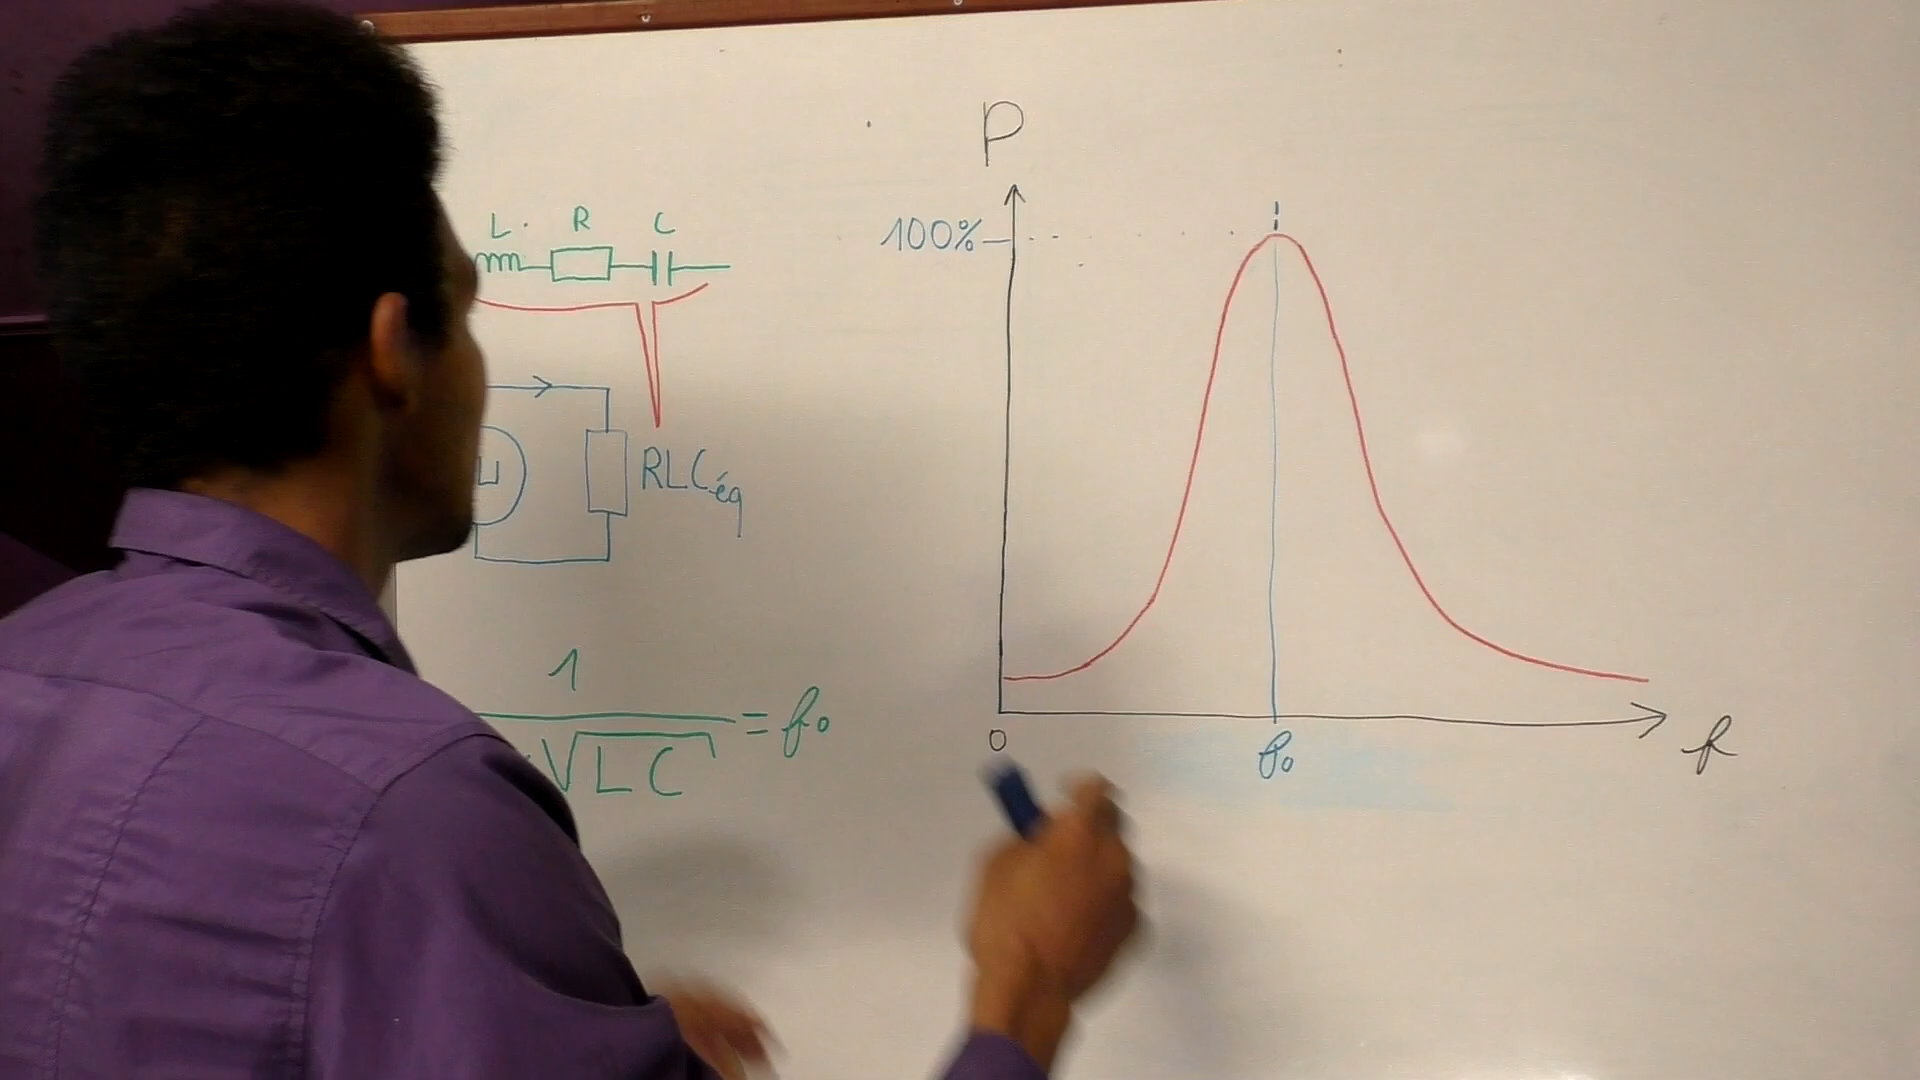 L R C
U
RLCéq
1
√LC = f₀
P
100%
0
f₀
f